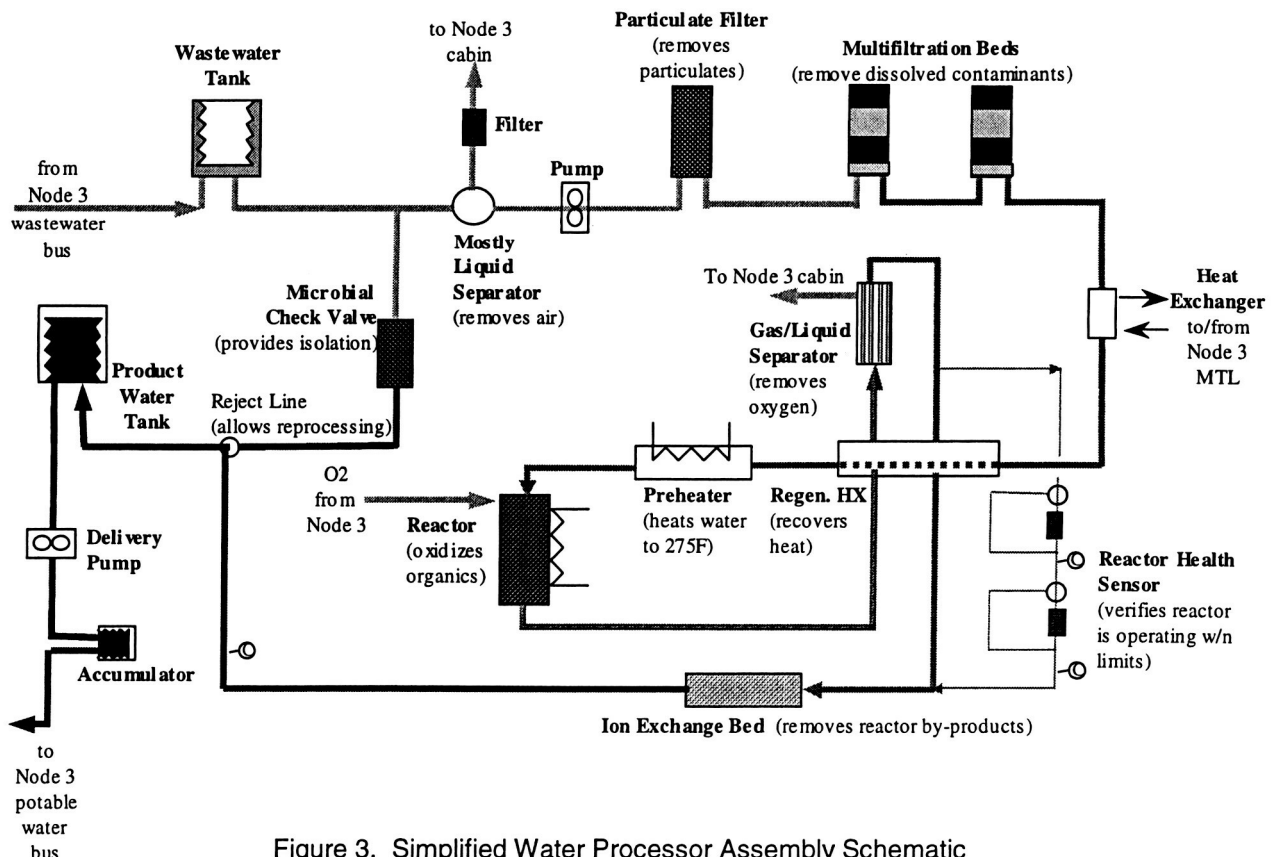 to Node 3
cabin
Particulate Filter
(removes
particulates)
Multifiltration Beds
(remove dissolved contaminants)
Wastewater
Tank
Filter
Pump
from
Node 3
wastewater
bus
Mostly
Liquid
Separator
(removes air)
Microbial
Check Valve
(provides isolation)
To Node 3 cabin
Gas/Liquid
Separator
(removes
oxygen)
Heat
Exchanger
to/from
Node 3
MTL
Product
Water
Tank
Reject Line
(allows reprocessing)
O2
from
Node 3
Reactor
(oxidizes
organics)
Preheater
(heats water
to 275F)
Regen. HX
(recovers
heat)
Delivery
Pump
Reactor Health
Sensor
(verifies reactor
is operating w/n
limits)
Accumulator
Ion Exchange Bed (removes reactor by-products)
to
Node 3
potable
water
bus
Figure 3. Simplified Water Processor Assembly Schematic